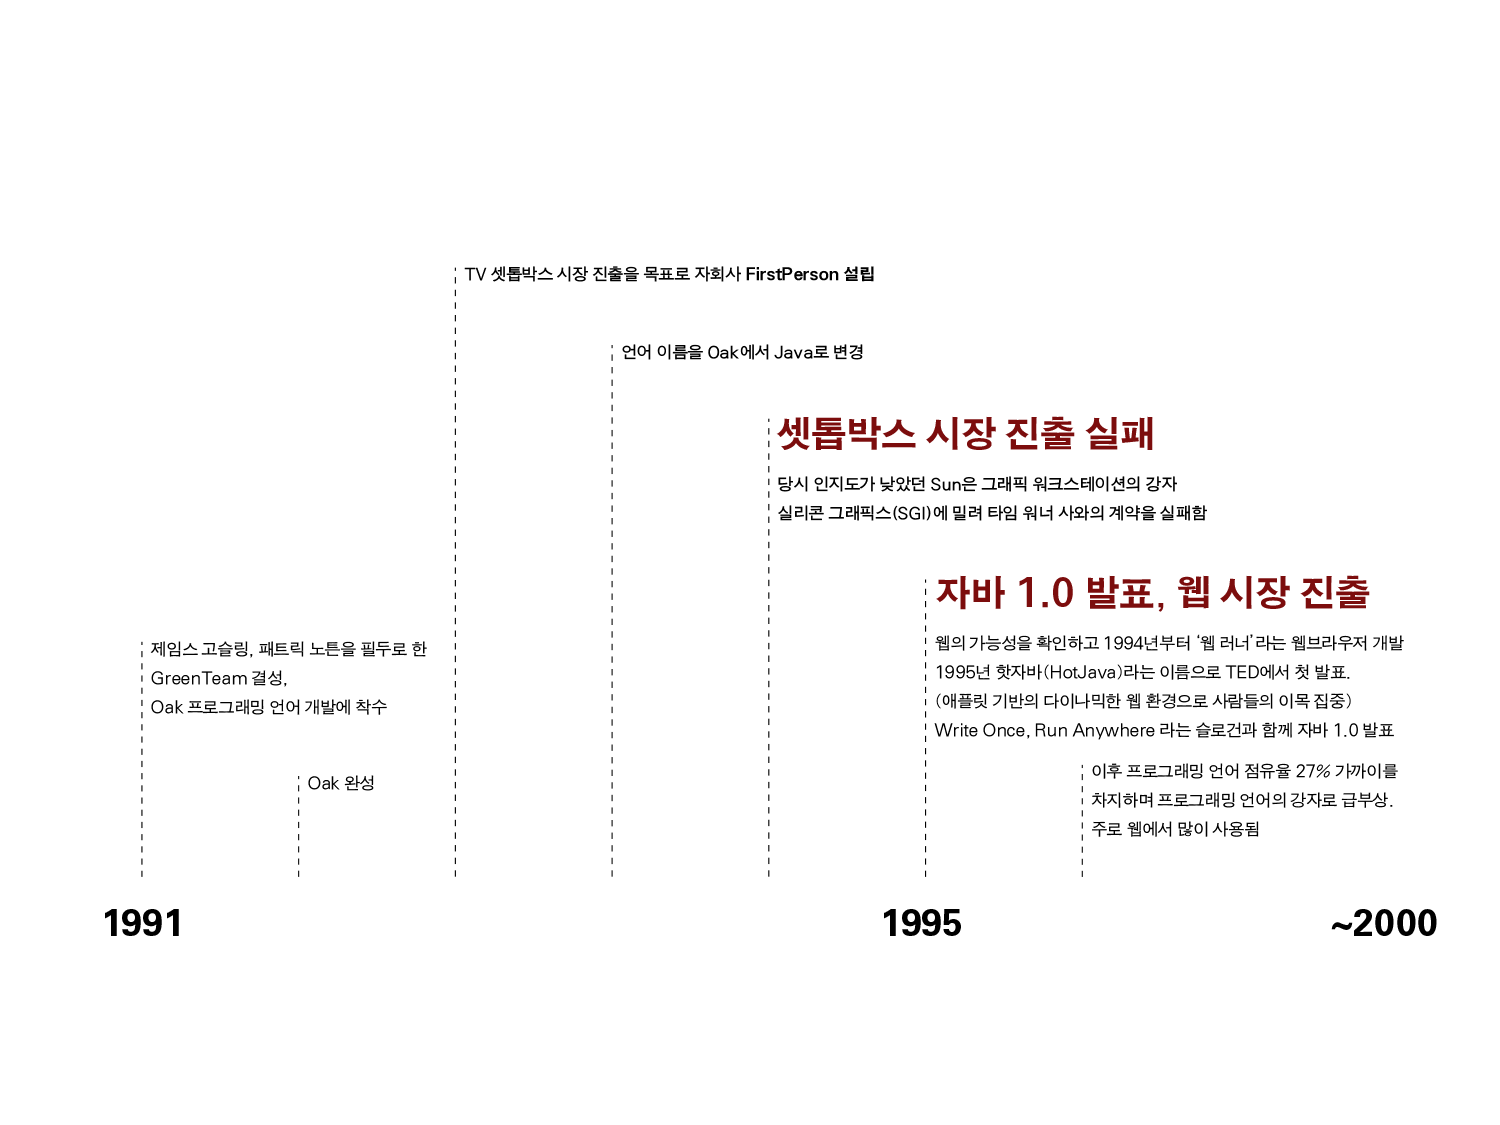 TV 셋톱박스 시장 진출을 목표로 자회사 FirstPerson 설립
언어 이름을 Oak에서 Java로 변경
셋톱박스 시장 진출 실패
당시 인지도가 낮았던 Sun은 그래픽 워크스테이션의 강자
실리콘 그래픽스(SGI)에 밀려 타임 워너 사와의 계약을 실패함
자바 1.0 발표, 웹 시장 진출
웹의 가능성을 확인하고 1994년부터 ‘웹 러너’라는 웹브라우저 개발
1995년 핫자바(HotJava)라는 이름으로 TED에서 첫 발표.
(애플릿 기반의 다이나믹한 웹 환경으로 사람들의 이목 집중)
Write Once, Run Anywhere 라는 슬로건과 함께 자바 1.0 발표
제임스 고슬링, 패트릭 노튼을 필두로 한
GreenTeam 결성,
Oak 프로그래밍 언어 개발에 착수
Oak 완성
이후 프로그래밍 언어 점유율 27% 가까이를
차지하며 프로그래밍 언어의 강자로 급부상.
주로 웹에서 많이 사용됨
1991
1995
~2000